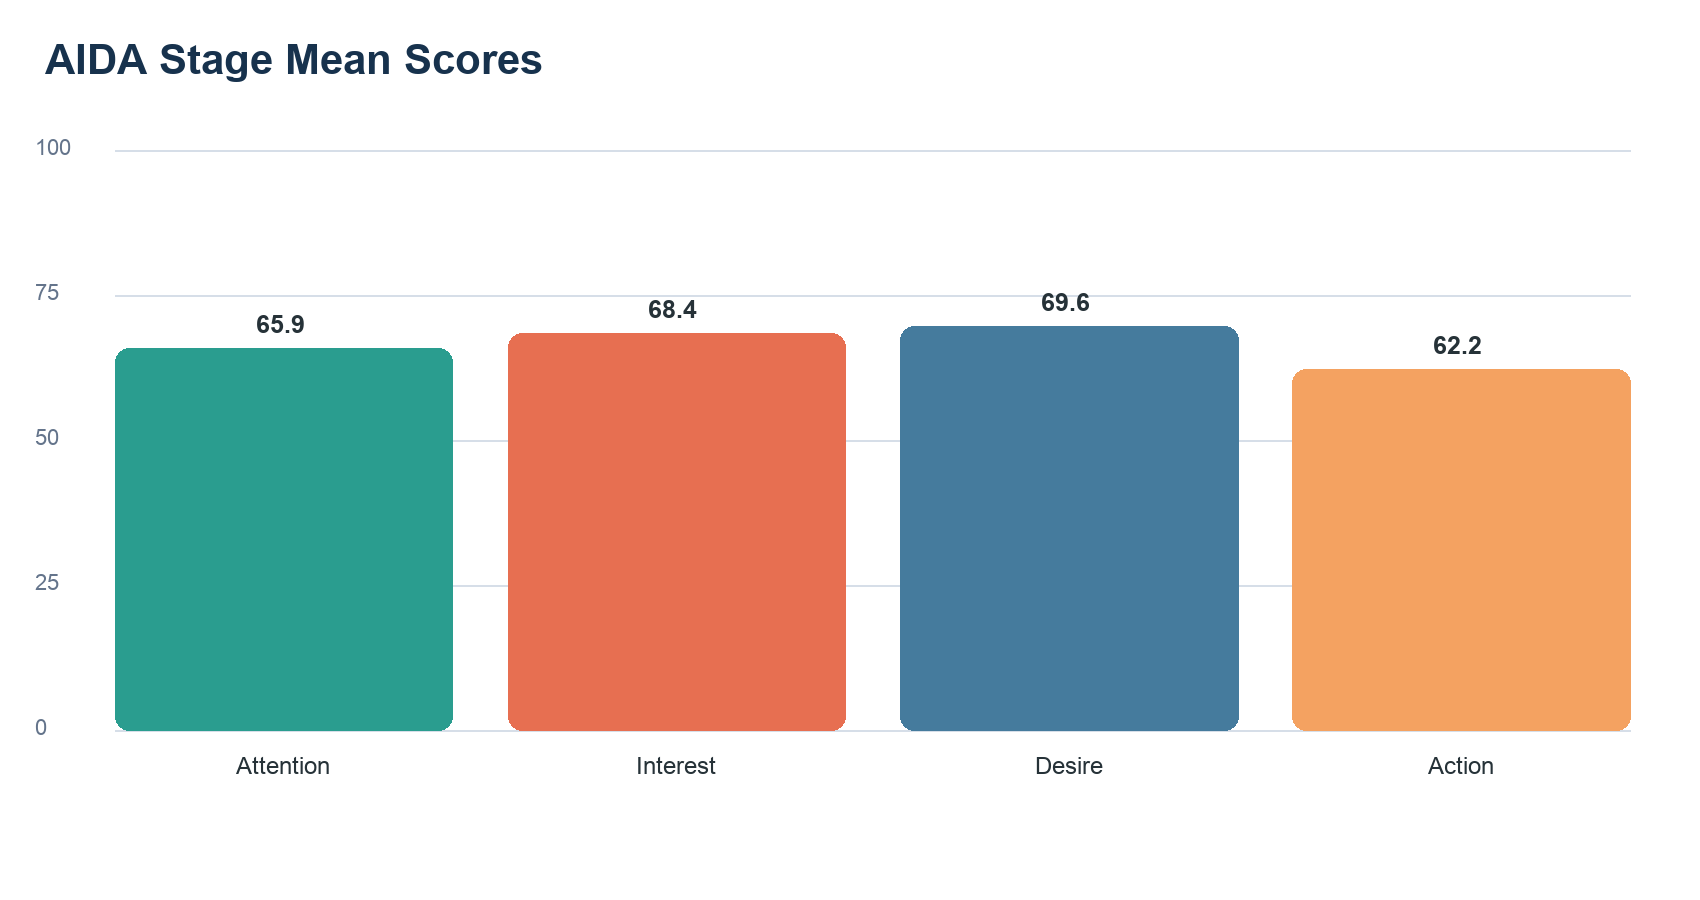 AIDA Stage Mean Scores
100
75
50
25
0
65.9
68.4
69.6
62.2
Attention
Interest
Desire
Action